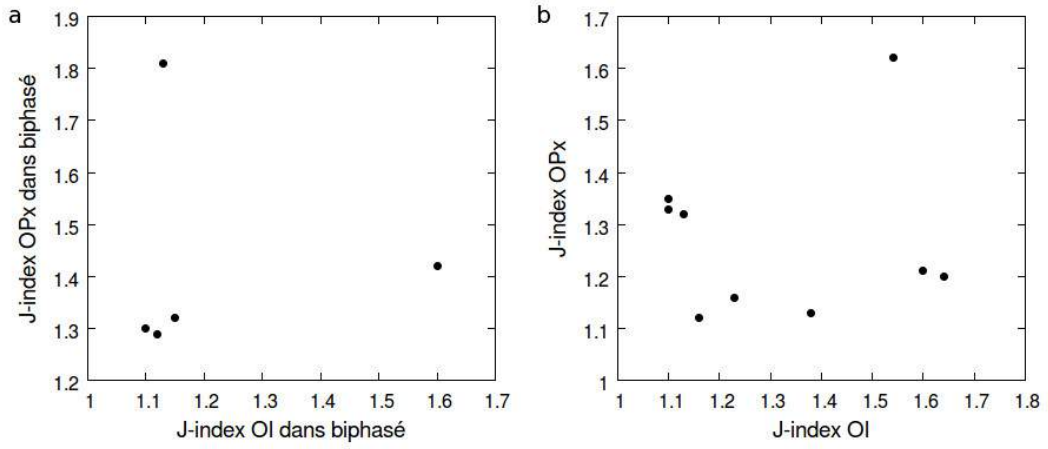 a
1.9
1.8
1.7
1.6
1.5
1.4
1.3
1.2
J-index OPx dans biphasé
1 1.1 1.2 1.3 1.4 1.5 1.6 1.7
J-index Ol dans biphasé
b
1.7
1.6
1.5
1.4
1.3
1.2
1.1
1
J-index OPx
1 1.1 1.2 1.3 1.4 1.5 1.6 1.7 1.8
J-index Ol